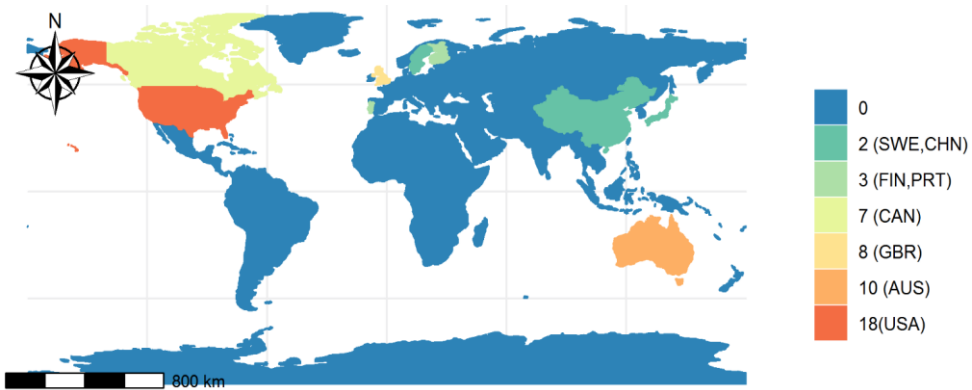 N
0
2 (SWE,CHN)
3 (FIN,PRT)
7 (CAN)
8 (GBR)
10 (AUS)
18(USA)
800 km